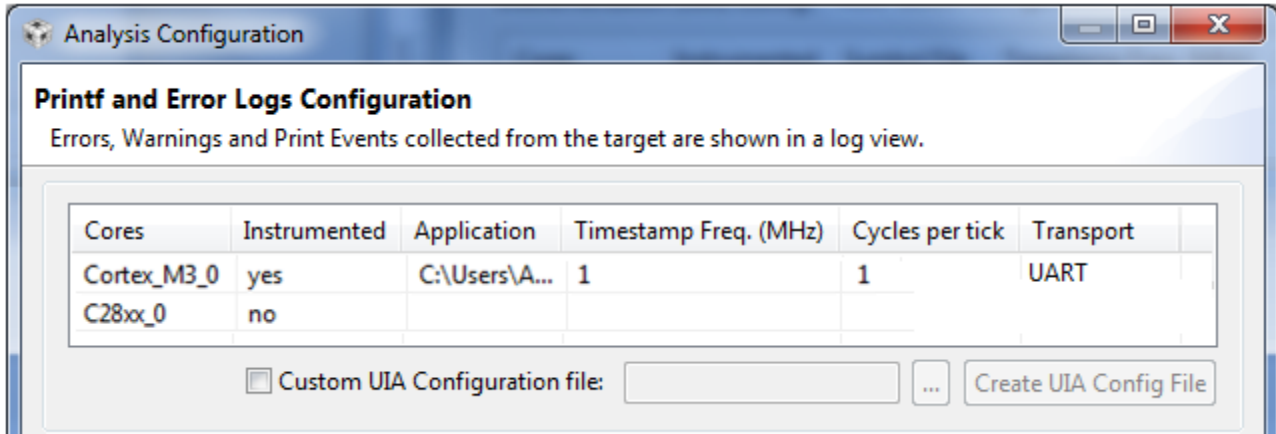 Analysis Configuration
Printf and Error Logs Configuration
Errors, Warnings and Print Events collected from the target are shown in a log view.
Cores Instrumented Application Timestamp Freq. (MHz) Cycles per tick Transport
Cortex_M3_0 yes C:\Users\A... 1 1 UART
C28xx_0 no
Custom UIA Configuration file: ... Create UIA Config File